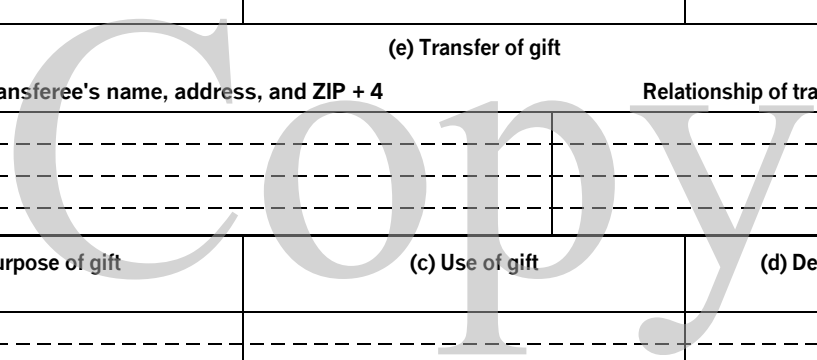 (e) Transfer of gift
ansferee's name, address, and ZIP + 4 Relationship of tra
urpose of gift (c) Use of gift (d) De
Copy